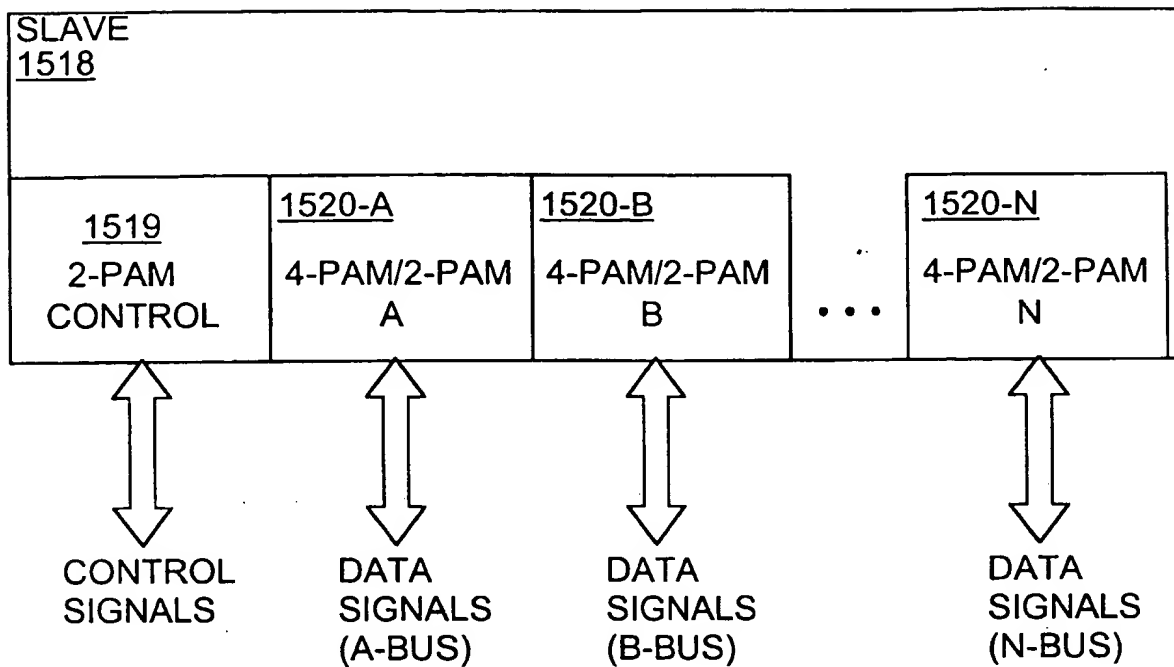 SLAVE
1518
1519
2-PAM
CONTROL
1520-A
4-PAM/2-PAM
A
1520-B
4-PAM/2-PAM
B
• • •
1520-N
4-PAM/2-PAM
N
CONTROL
SIGNALS
DATA
SIGNALS
(A-BUS)
DATA
SIGNALS
(B-BUS)
DATA
SIGNALS
(N-BUS)